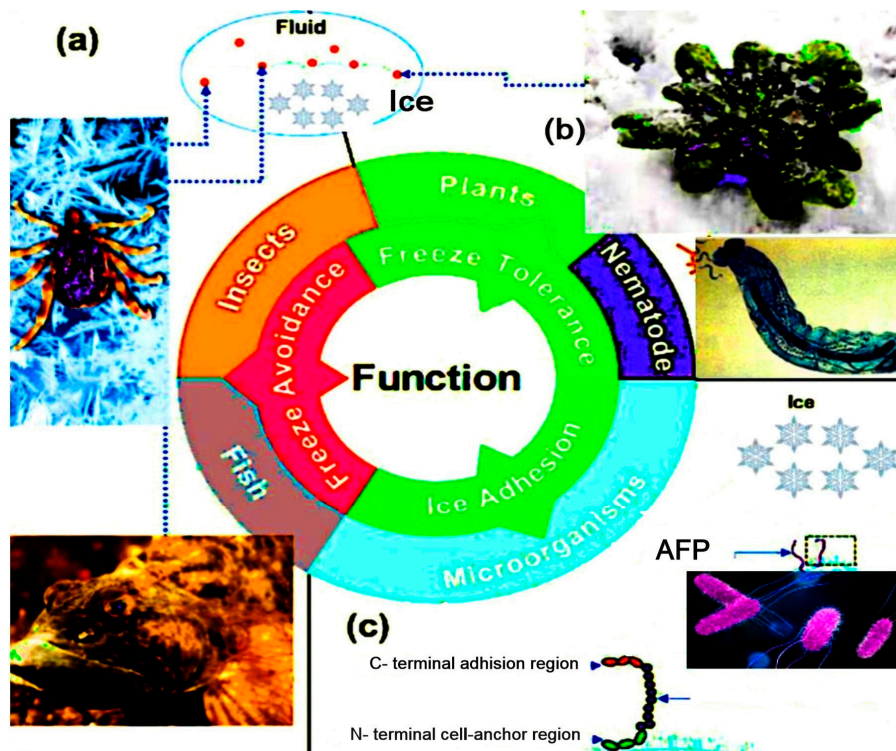 (a)
Fluid
Ice
(b)
Plants
Insects
Freeze Tolerance
Nematode
Freeze Avoidance
Function
Ice
Fish
Ice Adhesion
Microorganisms
AFP
(c)
C- terminal adhision region
N- terminal cell-anchor region